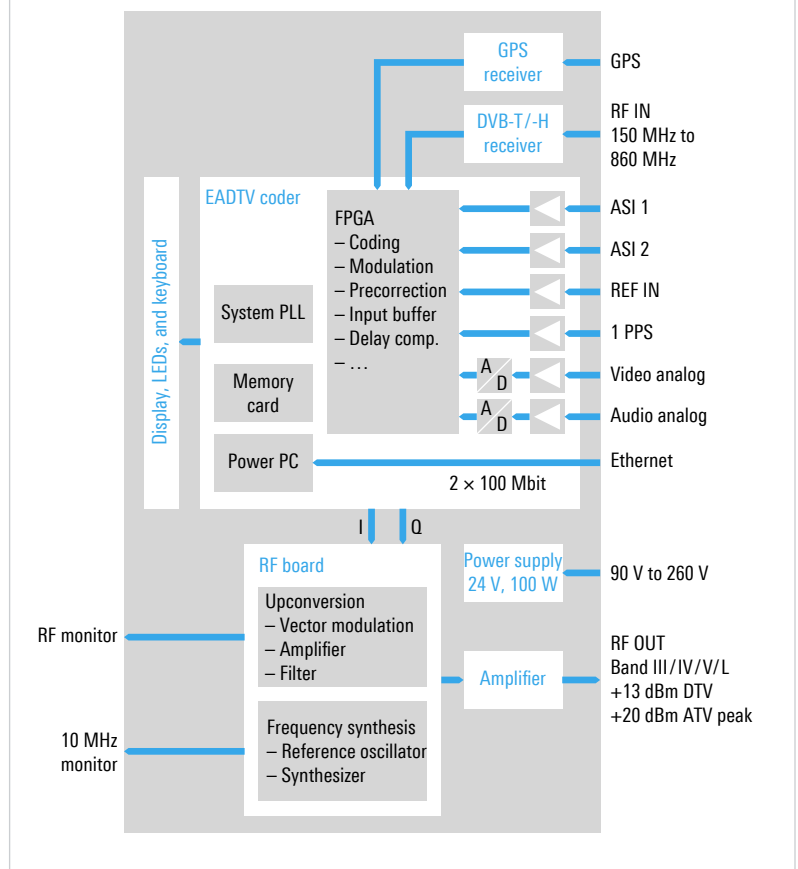 GPS
receiver
GPS
DVB-T/-H
receiver
RF IN
150 MHz to
860 MHz
Display, LEDs, and keyboard
EADTV coder
System PLL
Memory
card
Power PC
FPGA
– Coding
– Modulation
– Precorrection
– Input buffer
– Delay comp.
– …
ASI 1
ASI 2
REF IN
1 PPS
A
D
Video analog
A
D
Audio analog
Ethernet
2 × 100 Mbit
I
Q
RF board
Upconversion
– Vector modulation
– Amplifier
– Filter
Frequency synthesis
– Reference oscillator
– Synthesizer
RF monitor
10 MHz
monitor
Power supply
24 V, 100 W
90 V to 260 V
Amplifier
RF OUT
Band III/IV/V/L
+13 dBm DTV
+20 dBm ATV peak